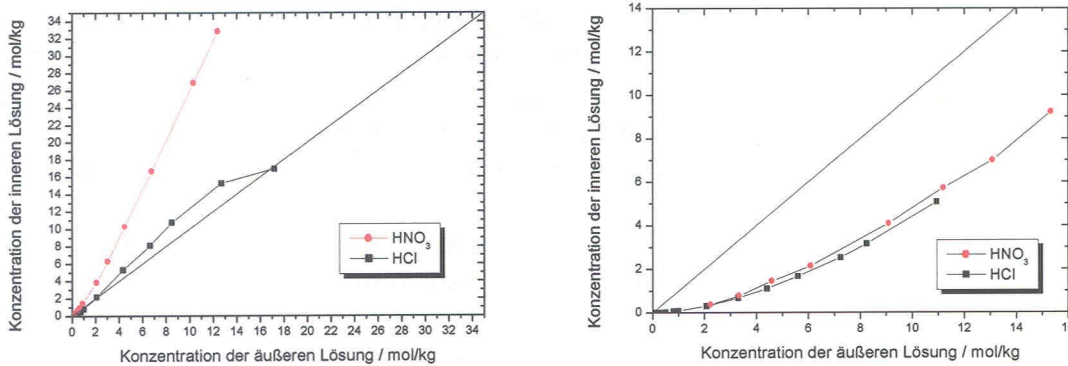 Konzentration der inneren Lösung / mol/kg
35
34
32
30
28
26
24
22
20
18
16
14
12
10
8
6
4
2
0
HNO3
HCl
0 2 4 6 8 10 12 14 16 18 20 22 24 26 28 30 32 34
Konzentration der äußeren Lösung / mol/kg
Konzentration der inneren Lösung / mol/kg
14
12
10
8
6
4
2
0
HNO3
HCl
0 2 4 6 8 10 12 14 16
Konzentration der äußeren Lösung / mol/kg